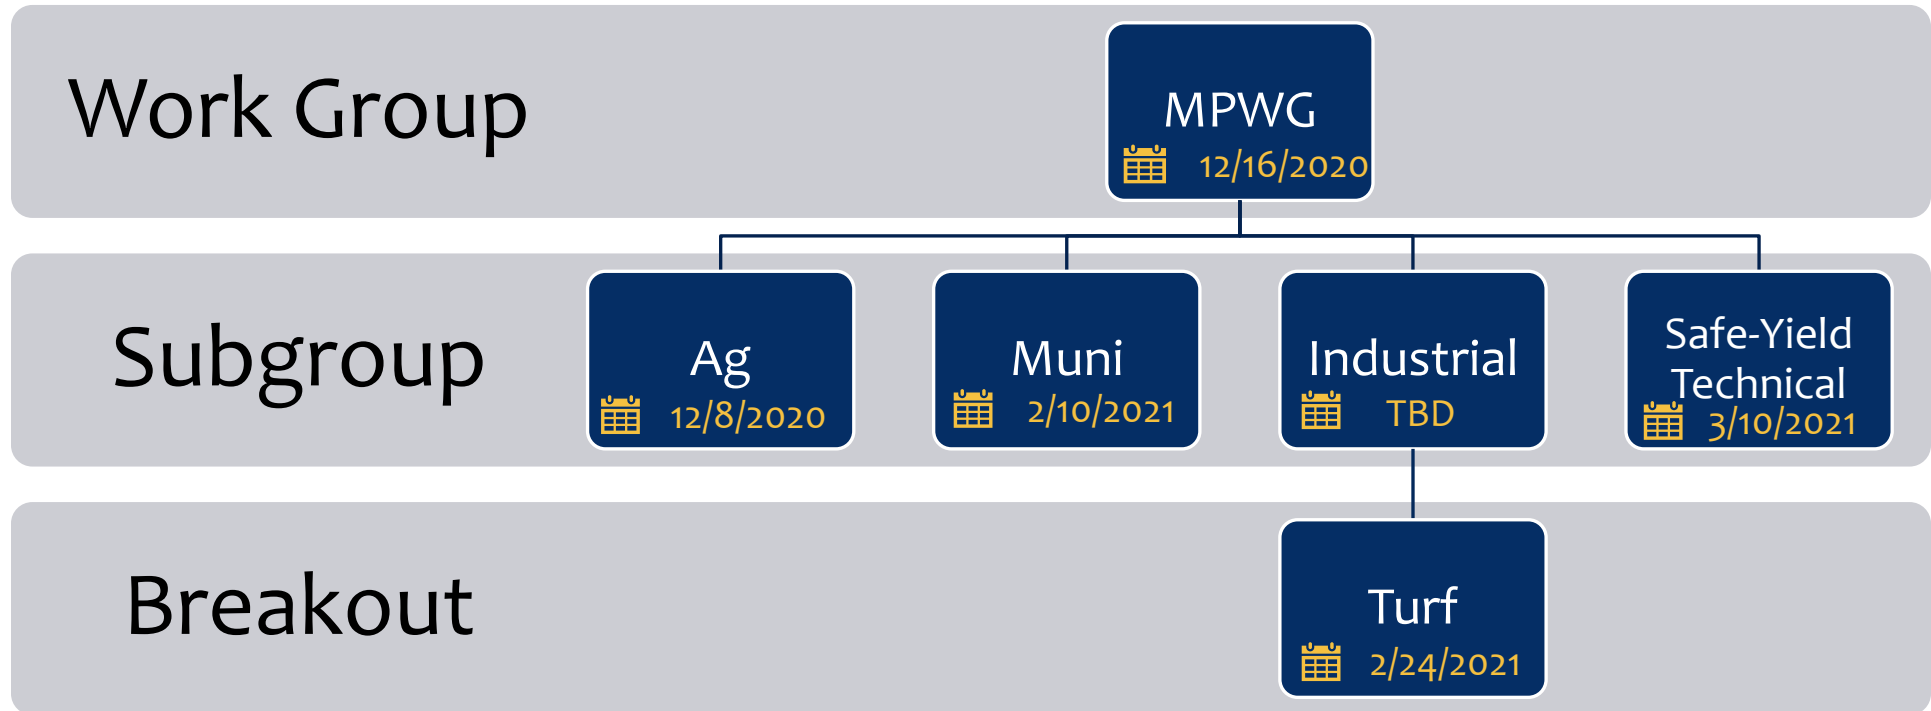 Work Group
MPWG
12/16/2020
Subgroup
Ag
12/8/2020
Muni
2/10/2021
Industrial
TBD
Safe-Yield
Technical
3/10/2021
Breakout
Turf
2/24/2021